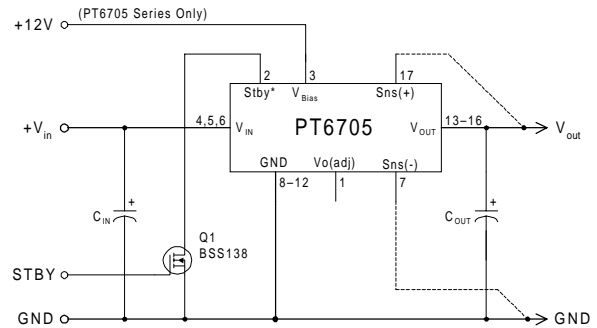 +12V
(PT6705 Series Only)
2
3
17
Stby*
VBias
Sns(+)
+Vin
4,5,6
VIN
PT6705
VOUT
13–16
Vout
GND
Vo(adj)
Sns(-)
8–12
1
7
+
CIN
+
COUT
Q1
BSS138
STBY
GND
GND